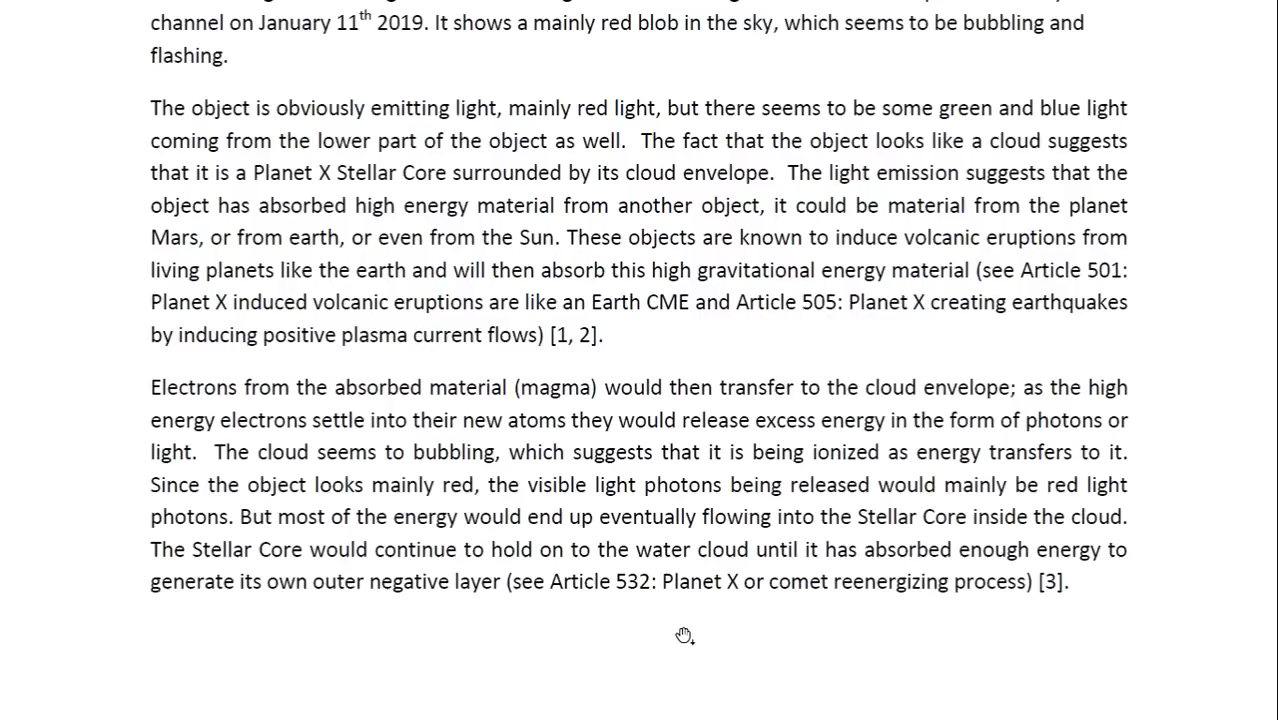 channel on January 11th 2019. It shows a mainly red blob in the sky, which seems to be bubbling and
flashing.
The object is obviously emitting light, mainly red light, but there seems to be some green and blue light
coming from the lower part of the object as well.  The fact that the object looks like a cloud suggests
that it is a Planet X Stellar Core surrounded by its cloud envelope.  The light emission suggests that the
object has absorbed high energy material from another object, it could be material from the planet
Mars, or from earth, or even from the Sun. These objects are known to induce volcanic eruptions from
living planets like the earth and will then absorb this high gravitational energy material (see Article 501:
Planet X induced volcanic eruptions are like an Earth CME and Article 505: Planet X creating earthquakes
by inducing positive plasma current flows) [1, 2].
Electrons from the absorbed material (magma) would then transfer to the cloud envelope; as the high
energy electrons settle into their new atoms they would release excess energy in the form of photons or
light.  The cloud seems to bubbling, which suggests that it is being ionized as energy transfers to it.
Since the object looks mainly red, the visible light photons being released would mainly be red light
photons. But most of the energy would end up eventually flowing into the Stellar Core inside the cloud.
The Stellar Core would continue to hold on to the water cloud until it has absorbed enough energy to
generate its own outer negative layer (see Article 532: Planet X or comet reenergizing process) [3].